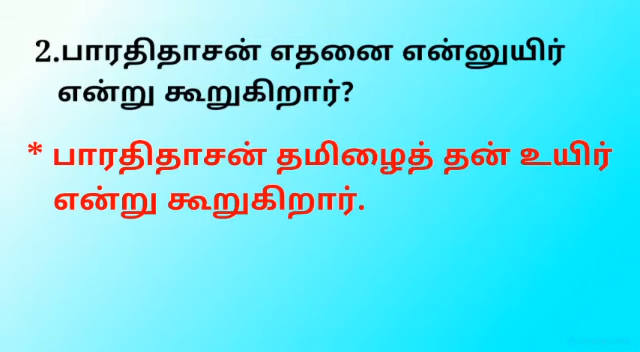 2.பாரதிதாசன் எதனை என்னுயிர்
என்று கூறுகிறார்?
* பாரதிதாசன் தமிழைத் தன் உயிர்
என்று கூறுகிறார்.